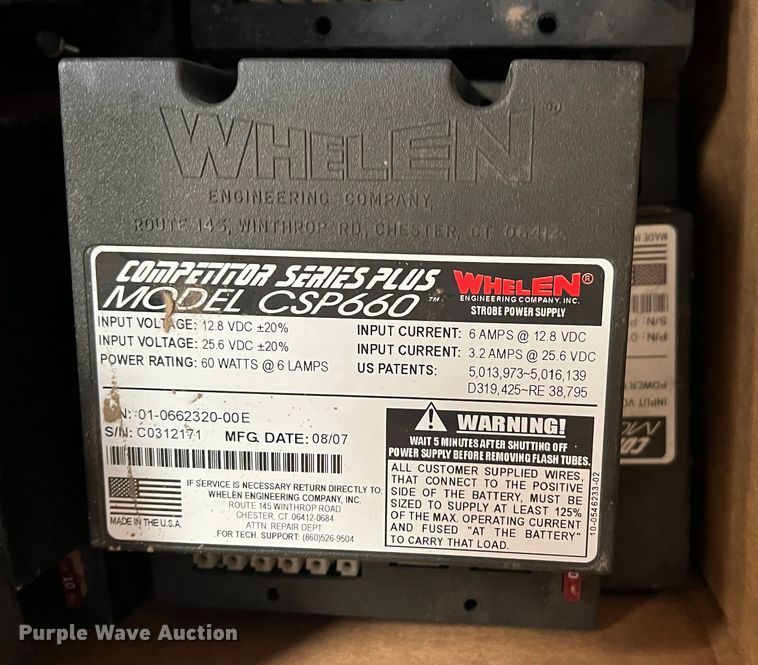 WHELEN®
ENGINEERING COMPANY,
ROUTE 145, WINTHROP RD, CHESTER, CT 06412
COMPETITOR SERIES PLUS
MODEL CSP660™
WHELEN®
ENGINEERING COMPANY, INC.
STROBE POWER SUPPLY
INPUT VOLTAGE: 12.8 VDC ±20%
INPUT VOLTAGE: 25.6 VDC ±20%
POWER RATING: 60 WATTS @ 6 LAMPS
INPUT CURRENT: 6 AMPS @ 12.8 VDC
INPUT CURRENT: 3.2 AMPS @ 25.6 VDC
US PATENTS: 5,013,973~5,016,139
D319,425~RE 38,795
P/N: 01-0662320-00E
S/N: C0312171 MFG. DATE: 08/07
WARNING!
WAIT 5 MINUTES AFTER SHUTTING OFF
POWER SUPPLY BEFORE REMOVING FLASH TUBES.
ALL CUSTOMER SUPPLIED WIRES,
THAT CONNECT TO THE POSITIVE
SIDE OF THE BATTERY, MUST BE
SIZED TO SUPPLY AT LEAST 125%
OF THE MAX. OPERATING CURRENT
AND FUSED "AT THE BATTERY"
TO CARRY THAT LOAD.
10-0546233-02
MADE IN THE U.S.A.
IF SERVICE IS NECESSARY RETURN DIRECTLY TO:
WHELEN ENGINEERING COMPANY, INC.
ROUTE 145 WINTHROP ROAD
CHESTER, CT 06412-0684
ATTN: REPAIR DEPT.
FOR TECH. SUPPORT: (860)526-9504
MADE IN
S/N:
P/N: 0
POWER
INPUT VO
10
Purple Wave Auction